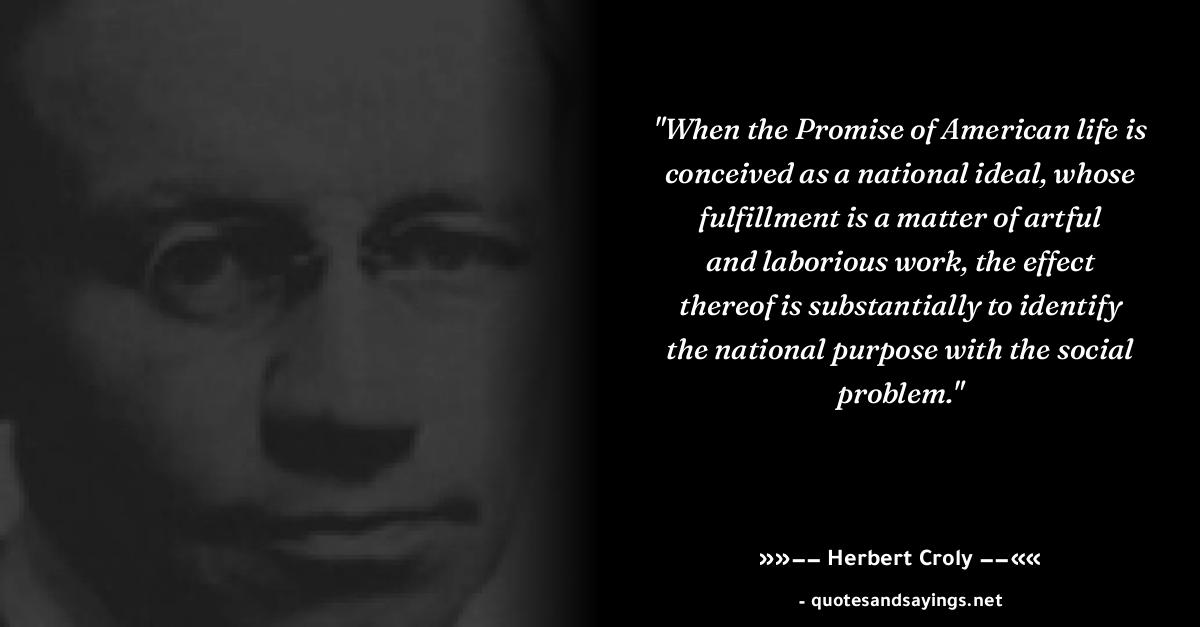 "When the Promise of American life is
conceived as a national ideal, whose
fulfillment is a matter of artful
and laborious work, the effect
thereof is substantially to identify
the national purpose with the social
problem."
»»−− Herbert Croly −−««
- quotesandsayings.net